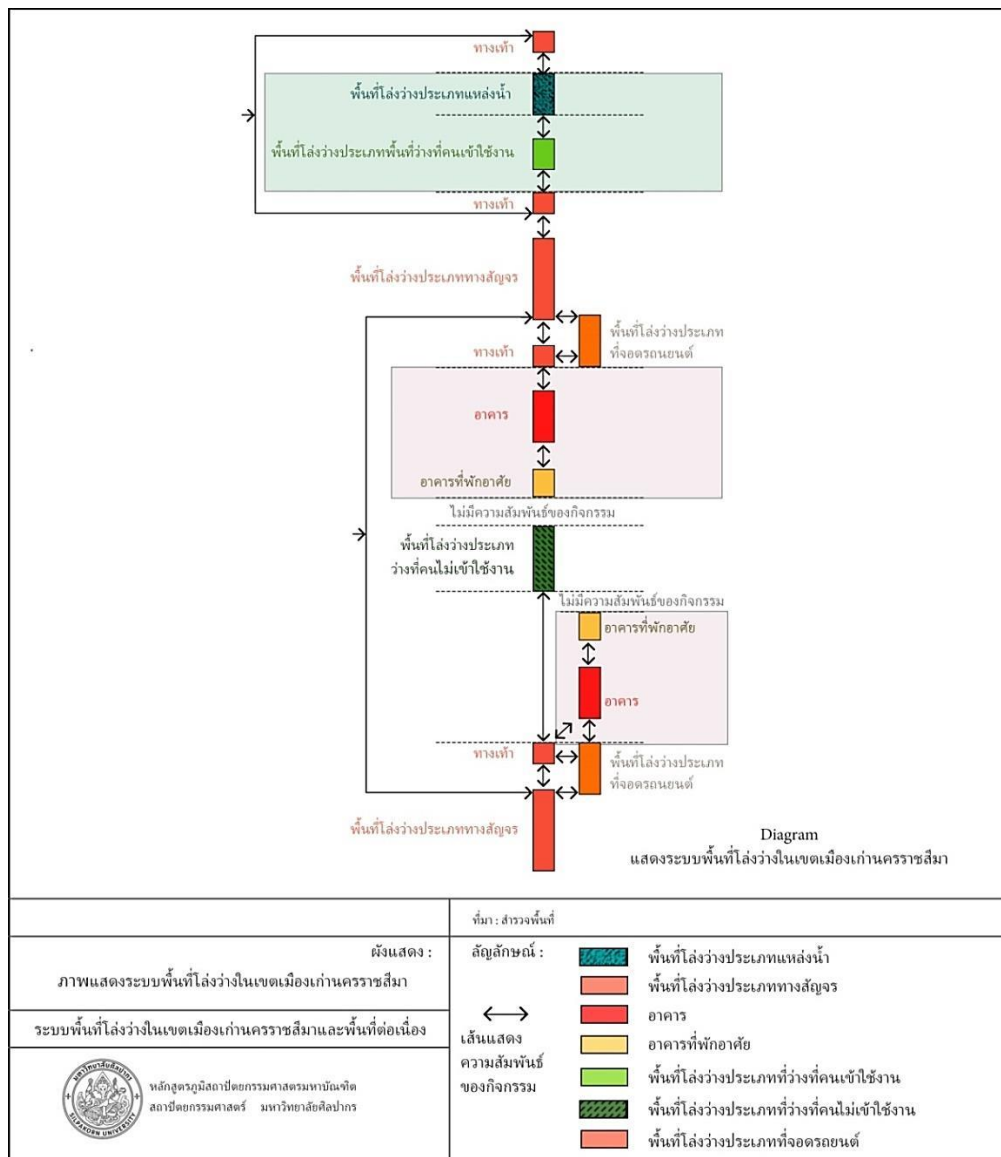 ทางเท้า
พื้นที่โล่งว่างประเภทแหล่งน้ำ
พื้นที่โล่งว่างประเภทพื้นที่ว่างที่คนเข้าใช้งาน
ทางเท้า
พื้นที่โล่งว่างประเภททางสัญจร
พื้นที่โล่งว่างประเภท
ที่จอดรถนยนต์
ทางเท้า
อาคาร
อาคารที่พักอาศัย
ไม่มีความสัมพันธ์ของกิจกรรม
พื้นที่โล่งว่างประเภท
ว่างที่คนไม่เข้าใช้งาน
ไม่มีความสัมพันธ์ของกิจกรรม
อาคารที่พักอาศัย
อาคาร
ทางเท้า
พื้นที่โล่งว่างประเภท
ที่จอดรถนยนต์
พื้นที่โล่งว่างประเภททางสัญจร
Diagram
แสดงระบบพื้นที่โล่งว่างในเขตเมืองเก่านครราชสีมา
ผังแสดง :
ภาพแสดงระบบพื้นที่โล่งว่างในเขตเมืองเก่านครราชสีมา
ระบบพื้นที่โล่งว่างในเขตเมืองเก่านครราชสีมาและพื้นที่ต่อเนื่อง
มหาวิทยาลัยศิลปากร
SILPAKORN UNIVERSITY
หลักสูตรภูมิสถาปัตยกรรมศาสตรมหาบัณฑิต
สถาปัตยกรรมศาสตร์ มหาวิทยาลัยศิลปากร
ที่มา : สำรวจพื้นที่
สัญลักษณ์ :
เส้นแสดง
ความสัมพันธ์
ของกิจกรรม
พื้นที่โล่งว่างประเภทแหล่งน้ำ
พื้นที่โล่งว่างประเภททางสัญจร
อาคาร
อาคารที่พักอาศัย
พื้นที่โล่งว่างประเภทที่ว่างที่คนเข้าใช้งาน
พื้นที่โล่งว่างประเภทที่ว่างที่คนไม่เข้าใช้งาน
พื้นที่โล่งว่างประเภทที่จอดรถยนต์